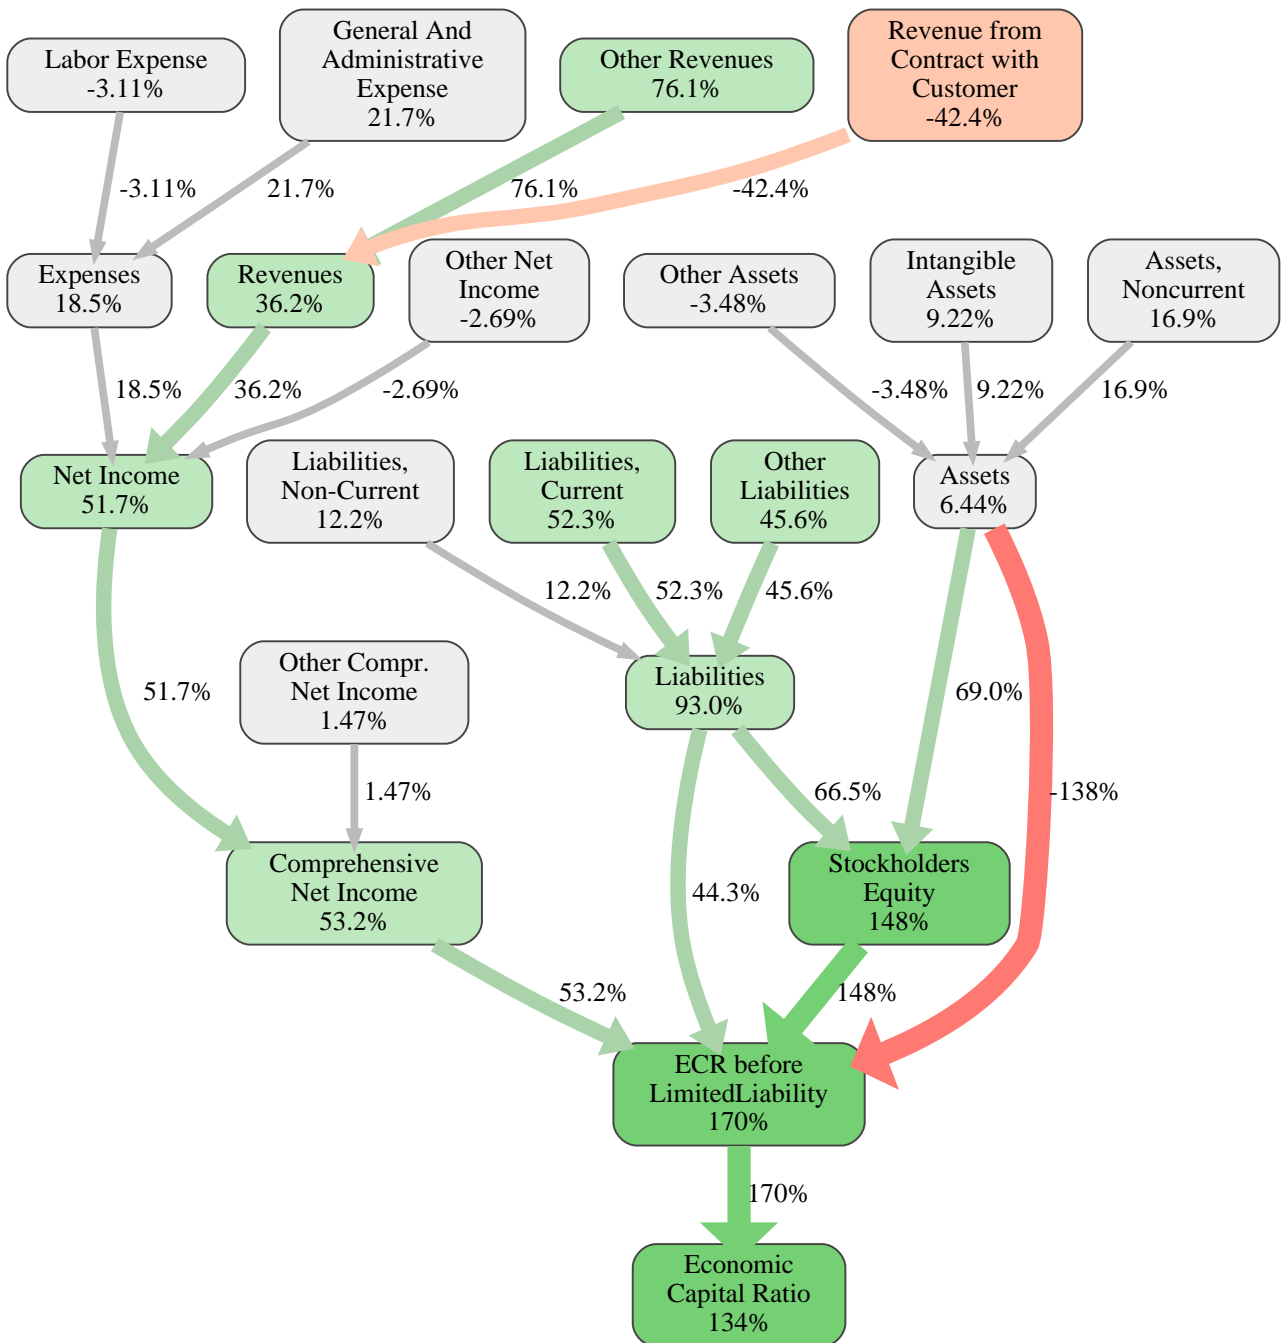 Labor Expense
-3.11%
General And
Administrative
Expense
21.7%
Other Revenues
76.1%
Revenue from
Contract with
Customer
-42.4%
-3.11%
21.7%
76.1%
-42.4%
Expenses
18.5%
Revenues
36.2%
Other Net
Income
-2.69%
Other Assets
-3.48%
Intangible
Assets
9.22%
Assets,
Noncurrent
16.9%
18.5%
36.2%
-2.69%
-3.48%
9.22%
16.9%
Net Income
51.7%
Liabilities,
Non-Current
12.2%
Liabilities,
Current
52.3%
Other
Liabilities
45.6%
Assets
6.44%
12.2%
52.3%
45.6%
Other Compr.
Net Income
1.47%
Liabilities
93.0%
51.7%
69.0%
1.47%
66.5%
-138%
Comprehensive
Net Income
53.2%
44.3%
Stockholders
Equity
148%
53.2%
148%
ECR before
LimitedLiability
170%
170%
Economic
Capital Ratio
134%